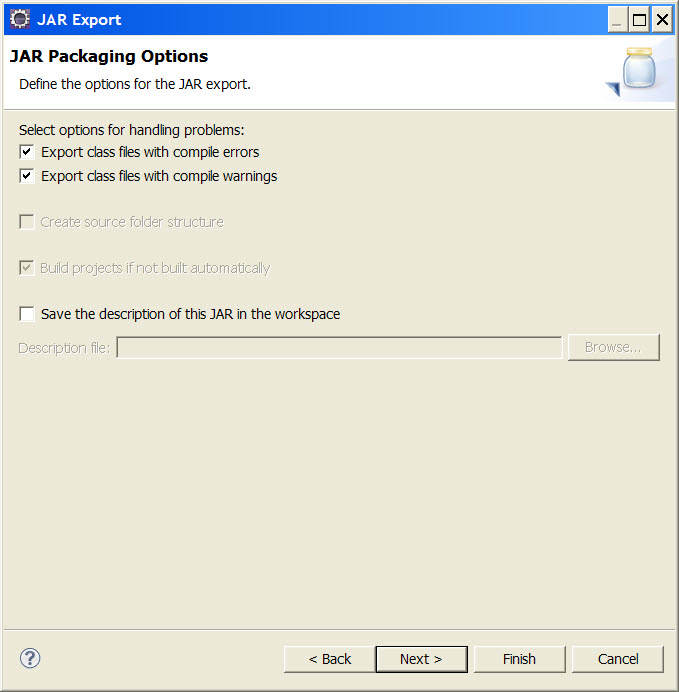 JAR Export
JAR Packaging Options
Define the options for the JAR export.
Select options for handling problems:
Export class files with compile errors
Export class files with compile warnings
Create source folder structure
Build projects if not built automatically
Save the description of this JAR in the workspace
Description file: Browse...
? < Back Next > Finish Cancel